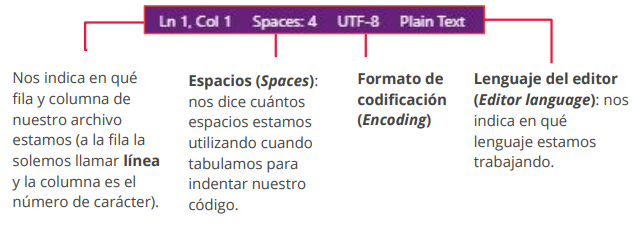 Ln 1, Col 1 Spaces: 4 UTF-8 Plain Text
Nos indica en qué
fila y columna de
nuestro archivo
estamos (a la fila la
solemos llamar línea
y la columna es el
número de carácter).
Espacios (Spaces):
nos dice cuántos
espacios estamos
utilizando cuando
tabulamos para
indentar nuestro
código.
Formato de
codificación
(Encoding)
Lenguaje del editor
(Editor language): nos
indica en qué
lenguaje estamos
trabajando.